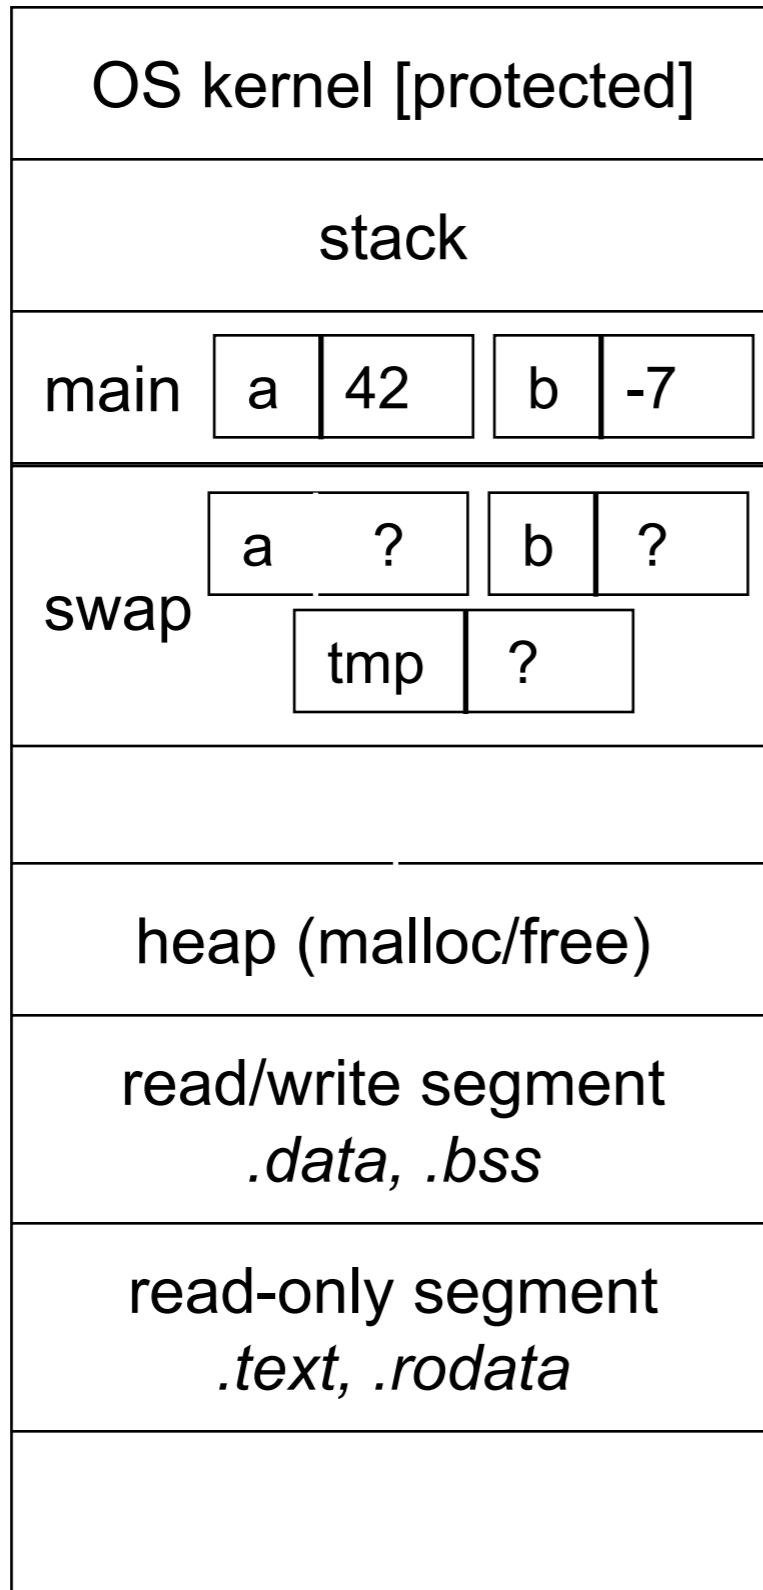 OS kernel [protected]
stack
main a 42 b -7
a ? b ?
swap
tmp ?
heap (malloc/free)
read/write segment
.data, .bss
read-only segment
.text, .rodata